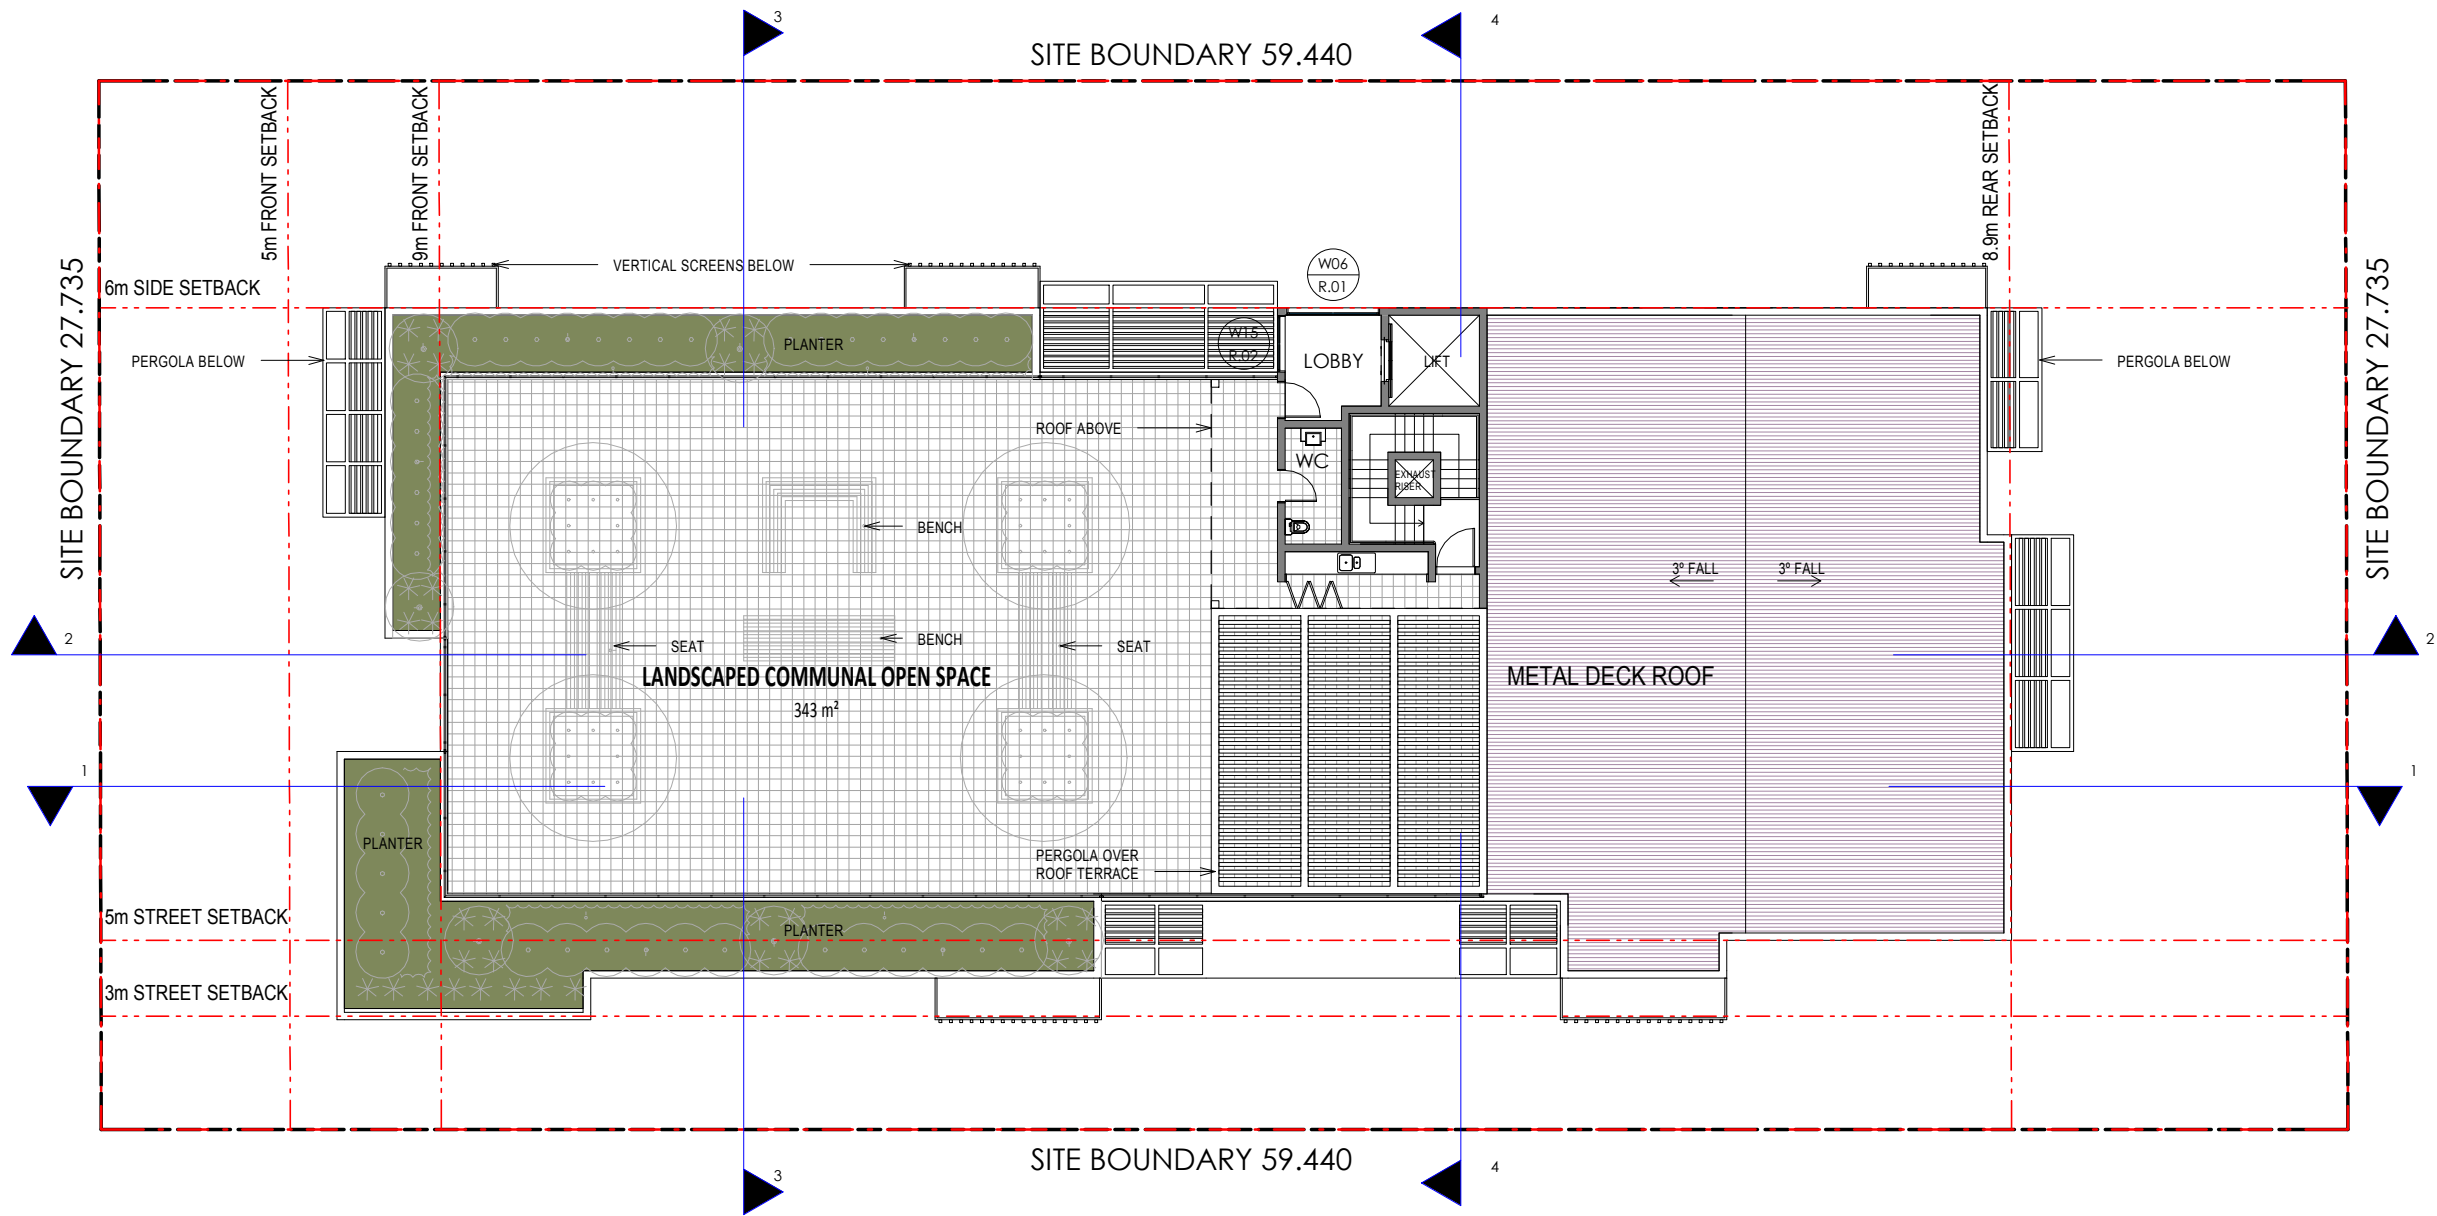 3
4
SITE BOUNDARY 59.440
5m FRONT SETBACK
9m FRONT SETBACK
8.9m REAR SETBACK
VERTICAL SCREENS BELOW
W06
R.01
6m SIDE SETBACK
SITE BOUNDARY 27.735
SITE BOUNDARY 27.735
PERGOLA BELOW
PLANTER
W15
R.02
LOBBY
LIFT
PERGOLA BELOW
ROOF ABOVE
WC
EXHAUST
RISER
BENCH
3º FALL
3º FALL
2
BENCH
2
SEAT
SEAT
LANDSCAPED COMMUNAL OPEN SPACE
343 m²
METAL DECK ROOF
1
1
PLANTER
PERGOLA OVER
ROOF TERRACE
5m STREET SETBACK
PLANTER
3m STREET SETBACK
SITE BOUNDARY 59.440
3
4